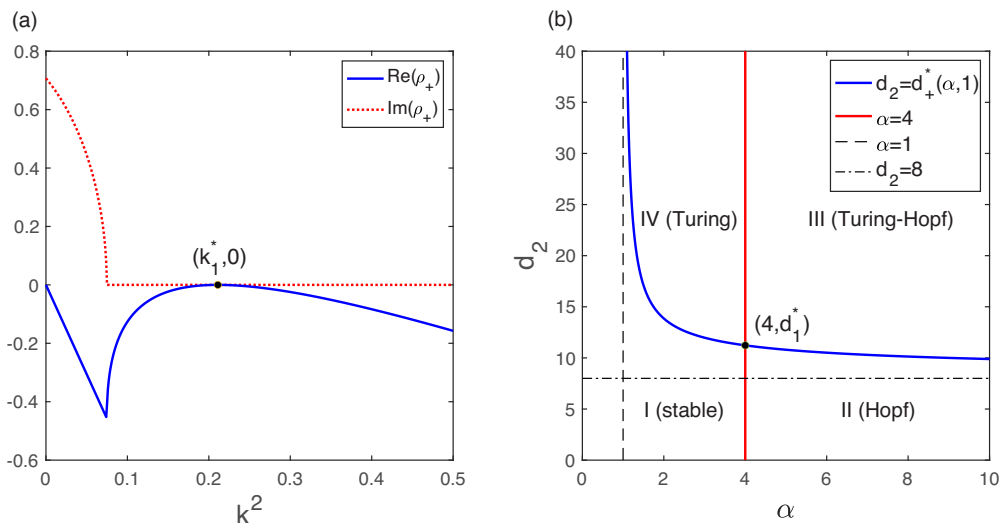 (a)
0.8
0.6
0.4
0.2
0
-0.2
-0.4
-0.6
0
0.1
0.2
0.3
0.4
0.5
k²
Re(ρ₊)
Im(ρ₊)
(k₁*,0)
(b)
40
35
30
25
20
15
10
5
0
d₂
0
2
4
6
8
10
α
d₂=d₊*(α,1)
α=4
α=1
d₂=8
IV (Turing)
III (Turing-Hopf)
(4,d₁*)
I (stable)
II (Hopf)